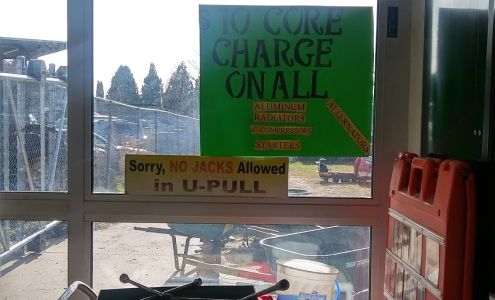 $10 CORE
CHARGE
ON ALL
ALUMINUM
RADIATORS
A/C COMPRESSORS
STARTERS
ALTERNATORS
Sorry, NO JACKS Allowed
in U-PULL